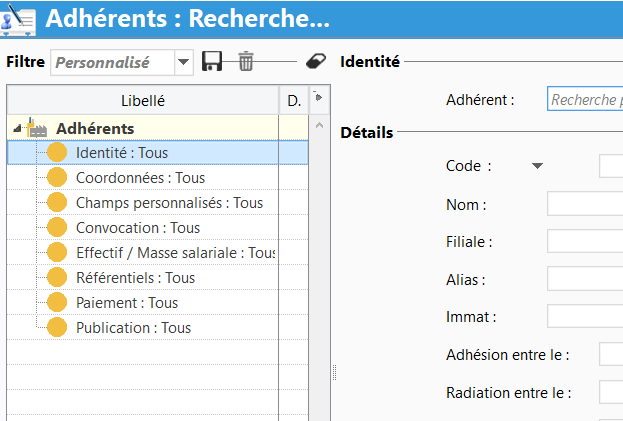 Adhérents : Recherche...
Filtre Personnalisé
Libellé D.
Adhérents
Identité : Tous
Coordonnées : Tous
Champs personnalisés : Tous
Convocation : Tous
Effectif / Masse salariale : Tous
Référentiels : Tous
Paiement : Tous
Publication : Tous
Identité
Adhérent : Recherche
Détails
Code :
Nom :
Filiale :
Alias :
Immat :
Adhésion entre le :
Radiation entre le :